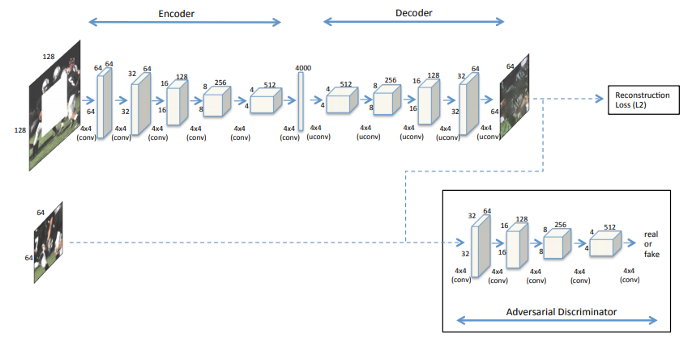 Encoder
Decoder
128
128
64 64
64
32 64
32
16 128
16
8 256
8
4 512
4
4000
4 512
4
8 256
8
16 128
16
32 64
32
64
64
4x4 (conv)
4x4 (conv)
4x4 (conv)
4x4 (conv)
4x4 (conv)
4x4 (conv)
4x4 (uconv)
4x4 (uconv)
4x4 (uconv)
4x4 (uconv)
4x4 (uconv)
Reconstruction
Loss (L2)
64
64
32 64
32
16 128
16
8 256
8
4 512
4
real
or
fake
4x4 (conv)
4x4 (conv)
4x4 (conv)
4x4 (conv)
4x4 (conv)
Adversarial Discriminator